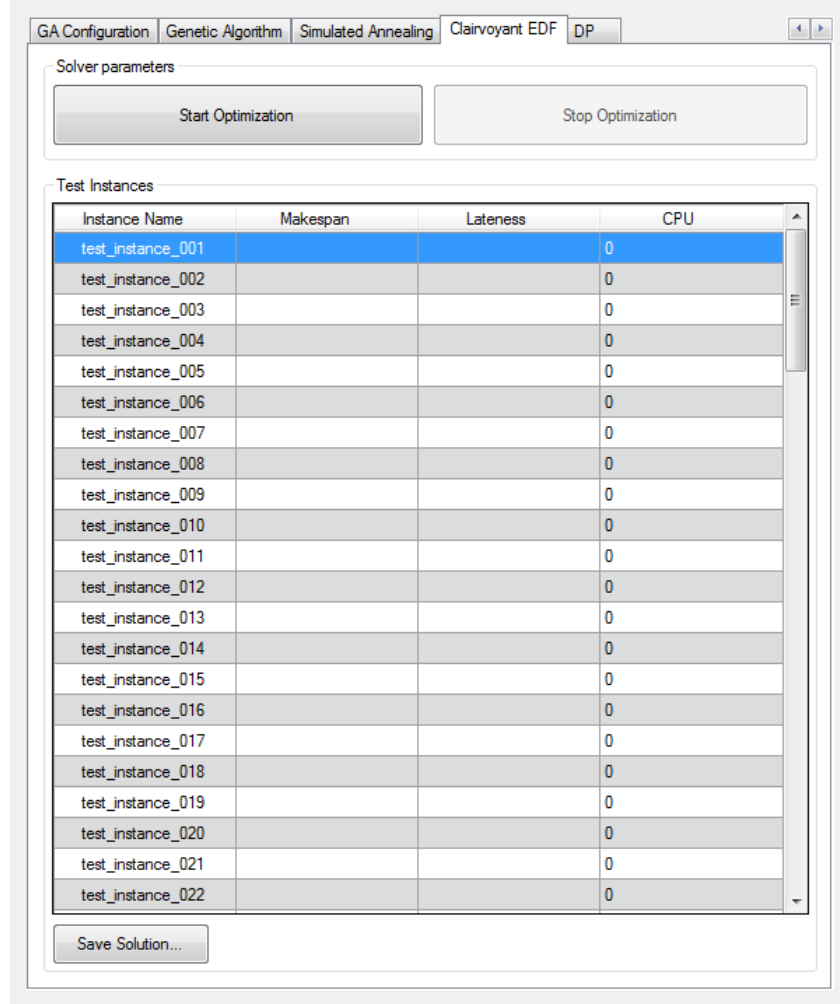 GA Configuration Genetic Algorithm Simulated Annealing Clairvoyant EDF DP
Solver parameters
Start Optimization Stop Optimization
Test Instances
Instance Name Makespan Lateness CPU
test_instance_001 0
test_instance_002 0
test_instance_003 0
test_instance_004 0
test_instance_005 0
test_instance_006 0
test_instance_007 0
test_instance_008 0
test_instance_009 0
test_instance_010 0
test_instance_011 0
test_instance_012 0
test_instance_013 0
test_instance_014 0
test_instance_015 0
test_instance_016 0
test_instance_017 0
test_instance_018 0
test_instance_019 0
test_instance_020 0
test_instance_021 0
test_instance_022 0
Save Solution...